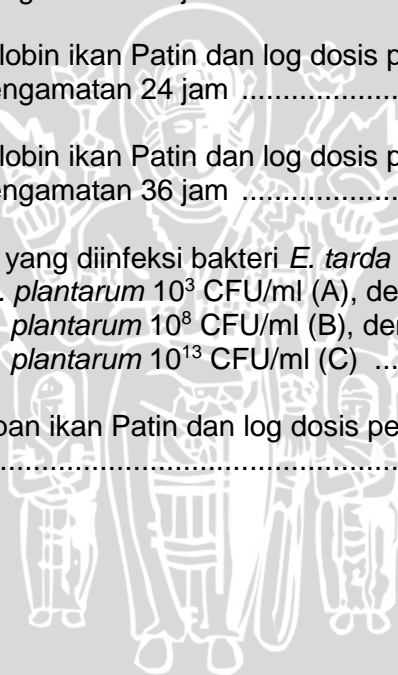 lobin ikan Patin dan log dosis p
engamatan 24 jam ...................
lobin ikan Patin dan log dosis p
engamatan 36 jam ...................
yang diinfeksi bakteri E. tarda
. plantarum 10³ CFU/ml (A), de
plantarum 10⁸ CFU/ml (B), de
plantarum 10¹³ CFU/ml (C) ...
pan ikan Patin dan log dosis pe
................................................